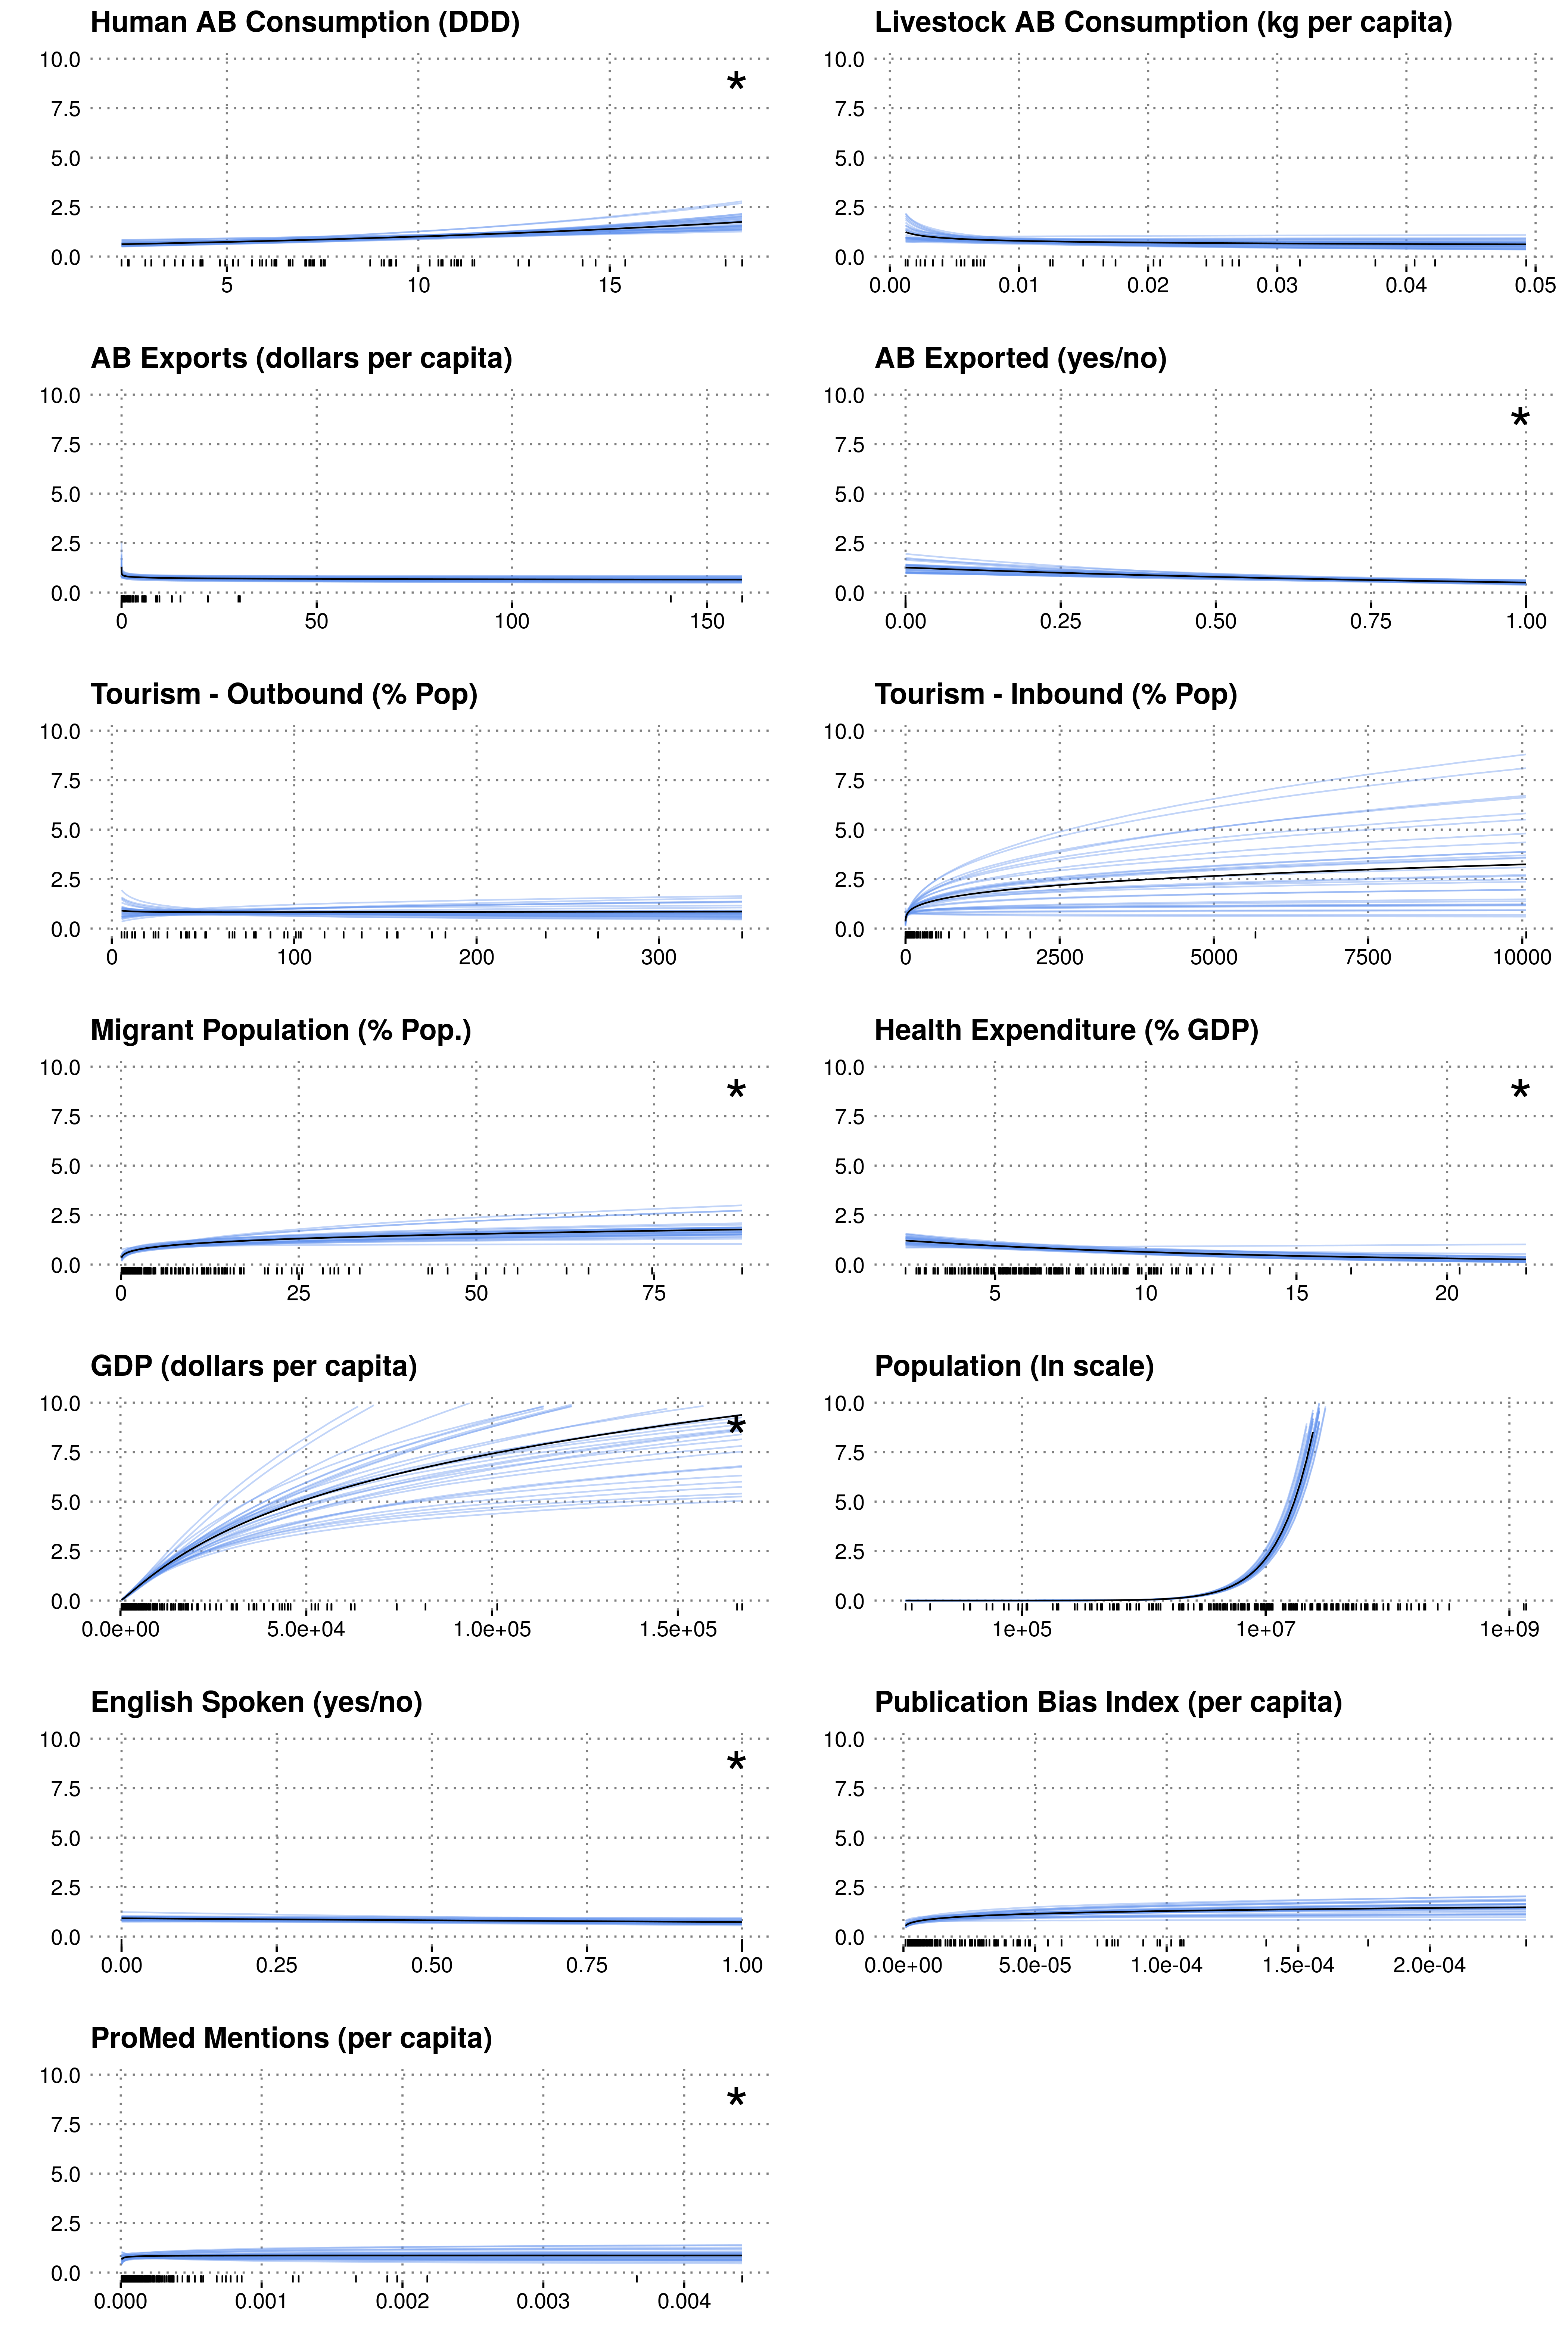 Human AB Consumption (DDD)
10.0
7.5
5.0
2.5
0.0
*
5 10 15
Livestock AB Consumption (kg per capita)
10.0
7.5
5.0
2.5
0.0
0.00 0.01 0.02 0.03 0.04 0.05
AB Exports (dollars per capita)
10.0
7.5
5.0
2.5
0.0
0 50 100 150
AB Exported (yes/no)
10.0
7.5
5.0
2.5
0.0
*
0.00 0.25 0.50 0.75 1.00
Tourism - Outbound (% Pop)
10.0
7.5
5.0
2.5
0.0
0 100 200 300
Tourism - Inbound (% Pop)
10.0
7.5
5.0
2.5
0.0
0 2500 5000 7500 10000
Migrant Population (% Pop.)
10.0
7.5
5.0
2.5
0.0
*
0 25 50 75
Health Expenditure (% GDP)
10.0
7.5
5.0
2.5
0.0
*
5 10 15 20
GDP (dollars per capita)
10.0
7.5
5.0
2.5
0.0
*
0.0e+00 5.0e+04 1.0e+05 1.5e+05
Population (ln scale)
10.0
7.5
5.0
2.5
0.0
1e+05 1e+07 1e+09
English Spoken (yes/no)
10.0
7.5
5.0
2.5
0.0
*
0.00 0.25 0.50 0.75 1.00
Publication Bias Index (per capita)
10.0
7.5
5.0
2.5
0.0
0.0e+00 5.0e-05 1.0e-04 1.5e-04 2.0e-04
ProMed Mentions (per capita)
10.0
7.5
5.0
2.5
0.0
*
0.000 0.001 0.002 0.003 0.004